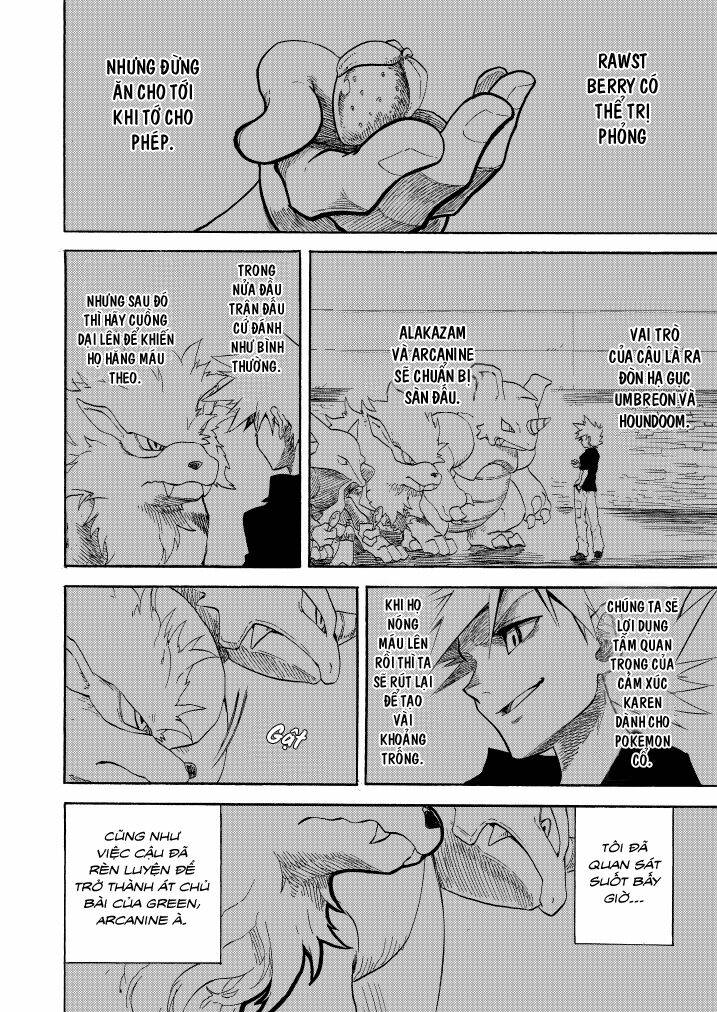 RAWST
BERRY CÓ
THỂ TRỊ
PHỎNG
NHƯNG ĐỪNG
ĂN CHO TỚI
KHI TỚ CHO
PHÉP.
VAI TRÒ
CỦA CẬU LÀ RA
ĐÒN HẠ GỤC
UMBREON VÀ
HOUNDOOM.
ALAKAZAM
VÀ ARCANINE
SẼ CHUẨN BỊ
SÀN ĐẤU.
TRONG
NỬA ĐẦU
TRẬN ĐẤU
CỨ ĐÁNH
NHƯ BÌNH
THƯỜNG.
NHƯNG SAU ĐÓ
THÌ HÃY CUỒNG
DẠI LÊN ĐỂ KHIẾN
HỌ HĂNG MÁU
THEO.
CHÚNG TA SẼ
LỢI DỤNG
TẦM QUAN
TRỌNG CỦA
CẢM XÚC
KAREN
DÀNH CHO
POKEMON
CÔ.
KHI HỌ
NÓNG
MÁU LÊN
RỒI THÌ TA
SẼ RÚT LẠI
ĐỂ TẠO
VÀI
KHOẢNG
TRỐNG.
Gật
TÔI ĐÃ
QUAN SÁT
SUỐT BẤY
GIỜ...
CŨNG NHƯ
VIỆC CẬU ĐÃ
RÈN LUYỆN ĐỂ
TRỞ THÀNH ÁT CHỦ
BÀI CỦA GREEN,
ARCANINE À.